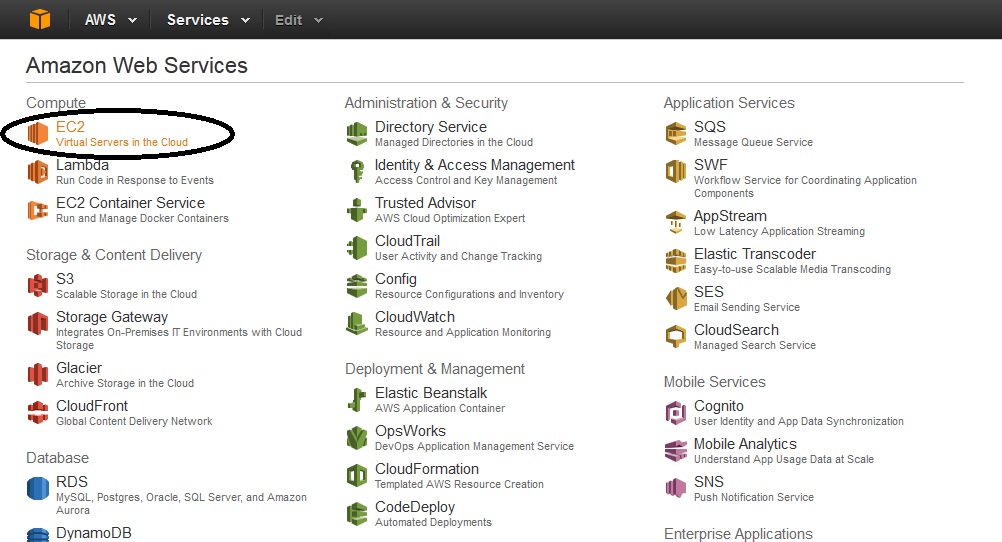 AWS Services Edit
Amazon Web Services
Compute
EC2
Virtual Servers in the Cloud
Lambda
Run Code in Response to Events
EC2 Container Service
Run and Manage Docker Containers
Storage & Content Delivery
S3
Scalable Storage in the Cloud
Storage Gateway
Integrates On-Premises IT Environments with Cloud
Storage
Glacier
Archive Storage in the Cloud
CloudFront
Global Content Delivery Network
Database
RDS
MySQL, Postgres, Oracle, SQL Server, and Amazon
Aurora
DynamoDB
Administration & Security
Directory Service
Managed Directories in the Cloud
Identity & Access Management
Access Control and Key Management
Trusted Advisor
AWS Cloud Optimization Expert
CloudTrail
User Activity and Change Tracking
Config
Resource Configurations and Inventory
CloudWatch
Resource and Application Monitoring
Deployment & Management
Elastic Beanstalk
AWS Application Container
OpsWorks
DevOps Application Management Service
CloudFormation
Templated AWS Resource Creation
CodeDeploy
Automated Deployments
Application Services
SQS
Message Queue Service
SWF
Workflow Service for Coordinating Application
Components
AppStream
Low Latency Application Streaming
Elastic Transcoder
Easy-to-use Scalable Media Transcoding
SES
Email Sending Service
CloudSearch
Managed Search Service
Mobile Services
Cognito
User Identity and App Data Synchronization
Mobile Analytics
Understand App Usage Data at Scale
SNS
Push Notification Service
Enterprise Applications